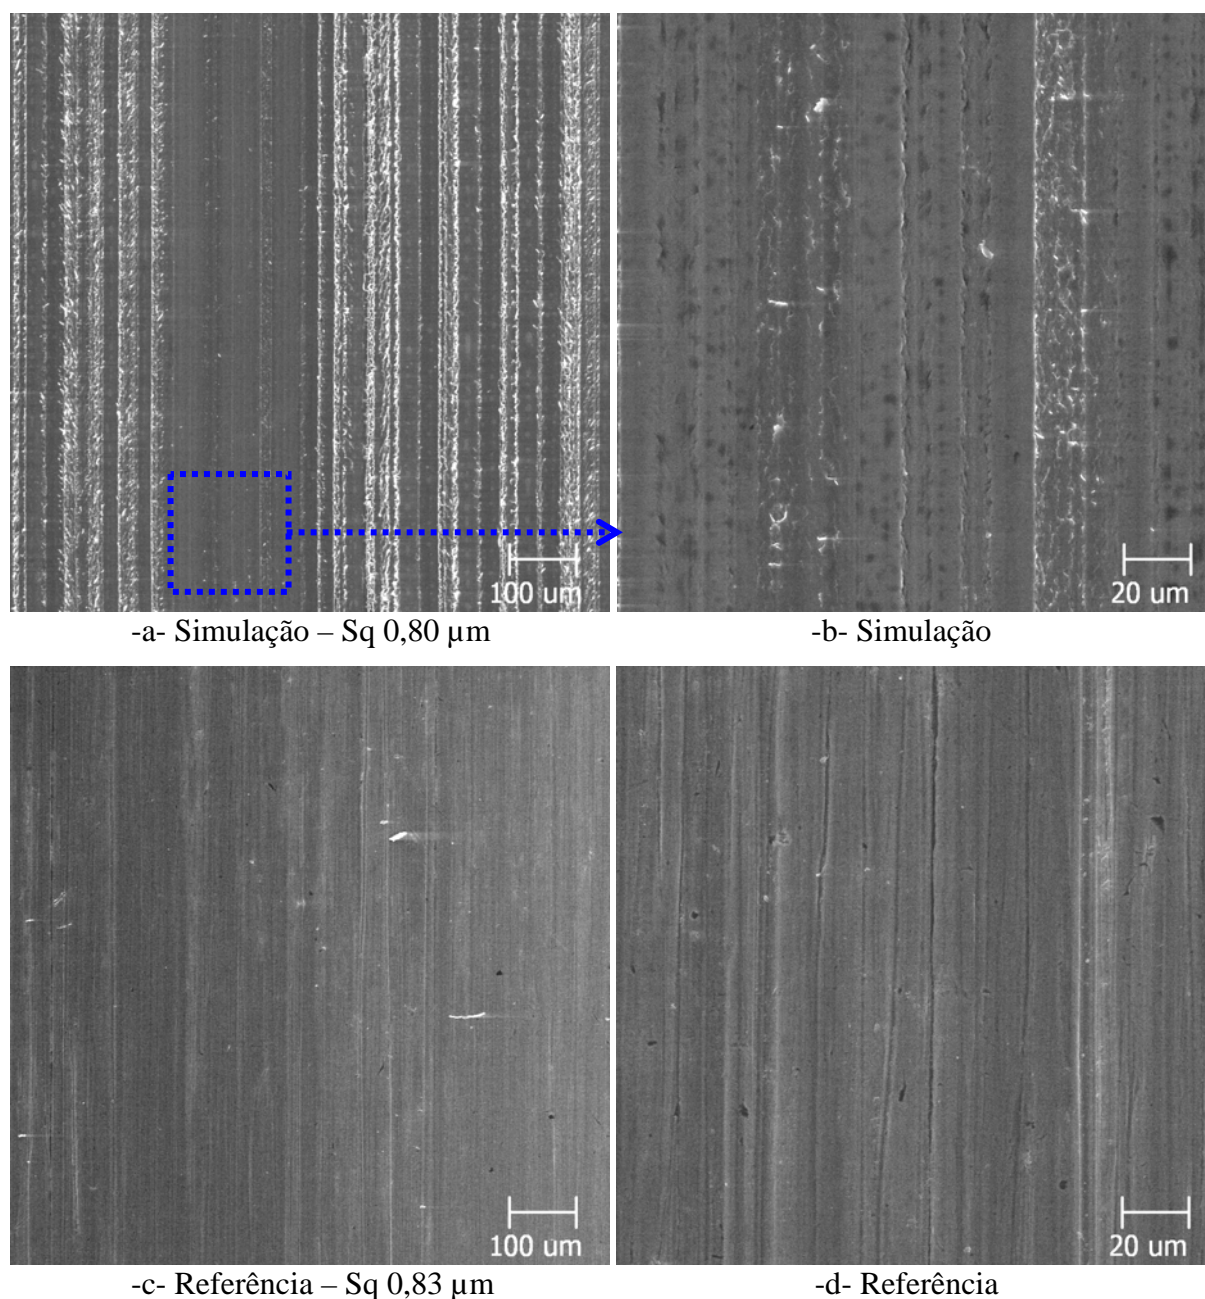 100 um
20 um
-a- Simulação – Sq 0,80 µm
-b- Simulação
100 um
20 um
-c- Referência – Sq 0,83 µm
-d- Referência